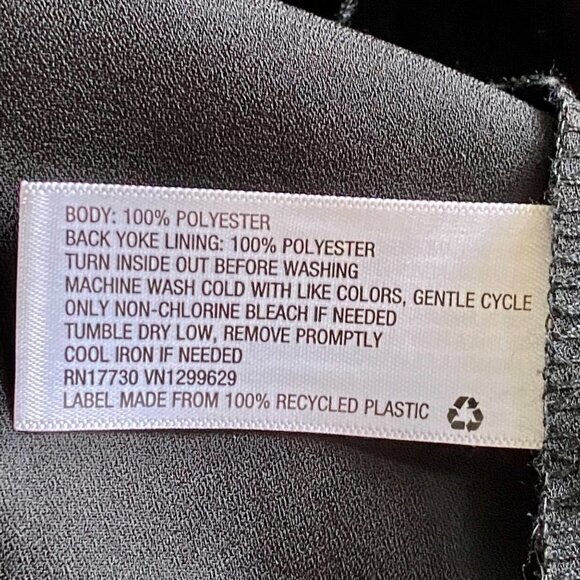 BODY: 100% POLYESTER
BACK YOKE LINING: 100% POLYESTER
TURN INSIDE OUT BEFORE WASHING
MACHINE WASH COLD WITH LIKE COLORS, GENTLE CYCLE
ONLY NON-CHLORINE BLEACH IF NEEDED
TUMBLE DRY LOW, REMOVE PROMPTLY
COOL IRON IF NEEDED
RN17730 VN1299629
LABEL MADE FROM 100% RECYCLED PLASTIC